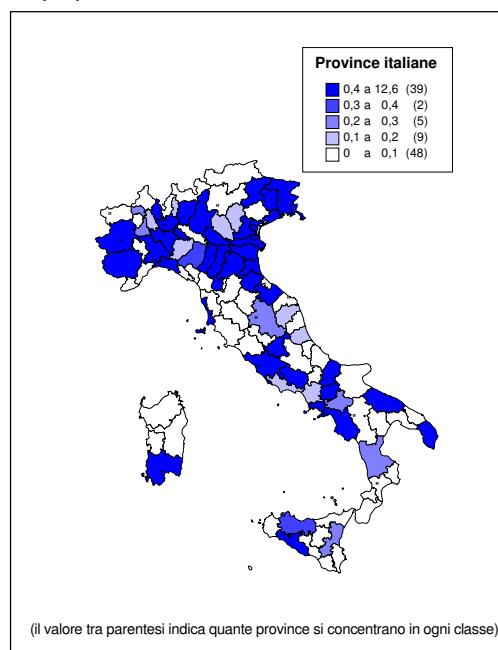 Province italiane
0,4 a 12,6 (39)
0,3 a 0,4 (2)
0,2 a 0,3 (5)
0,1 a 0,2 (9)
0 a 0,1 (48)
(il valore tra parentesi indica quante province si concentrano in ogni classe)